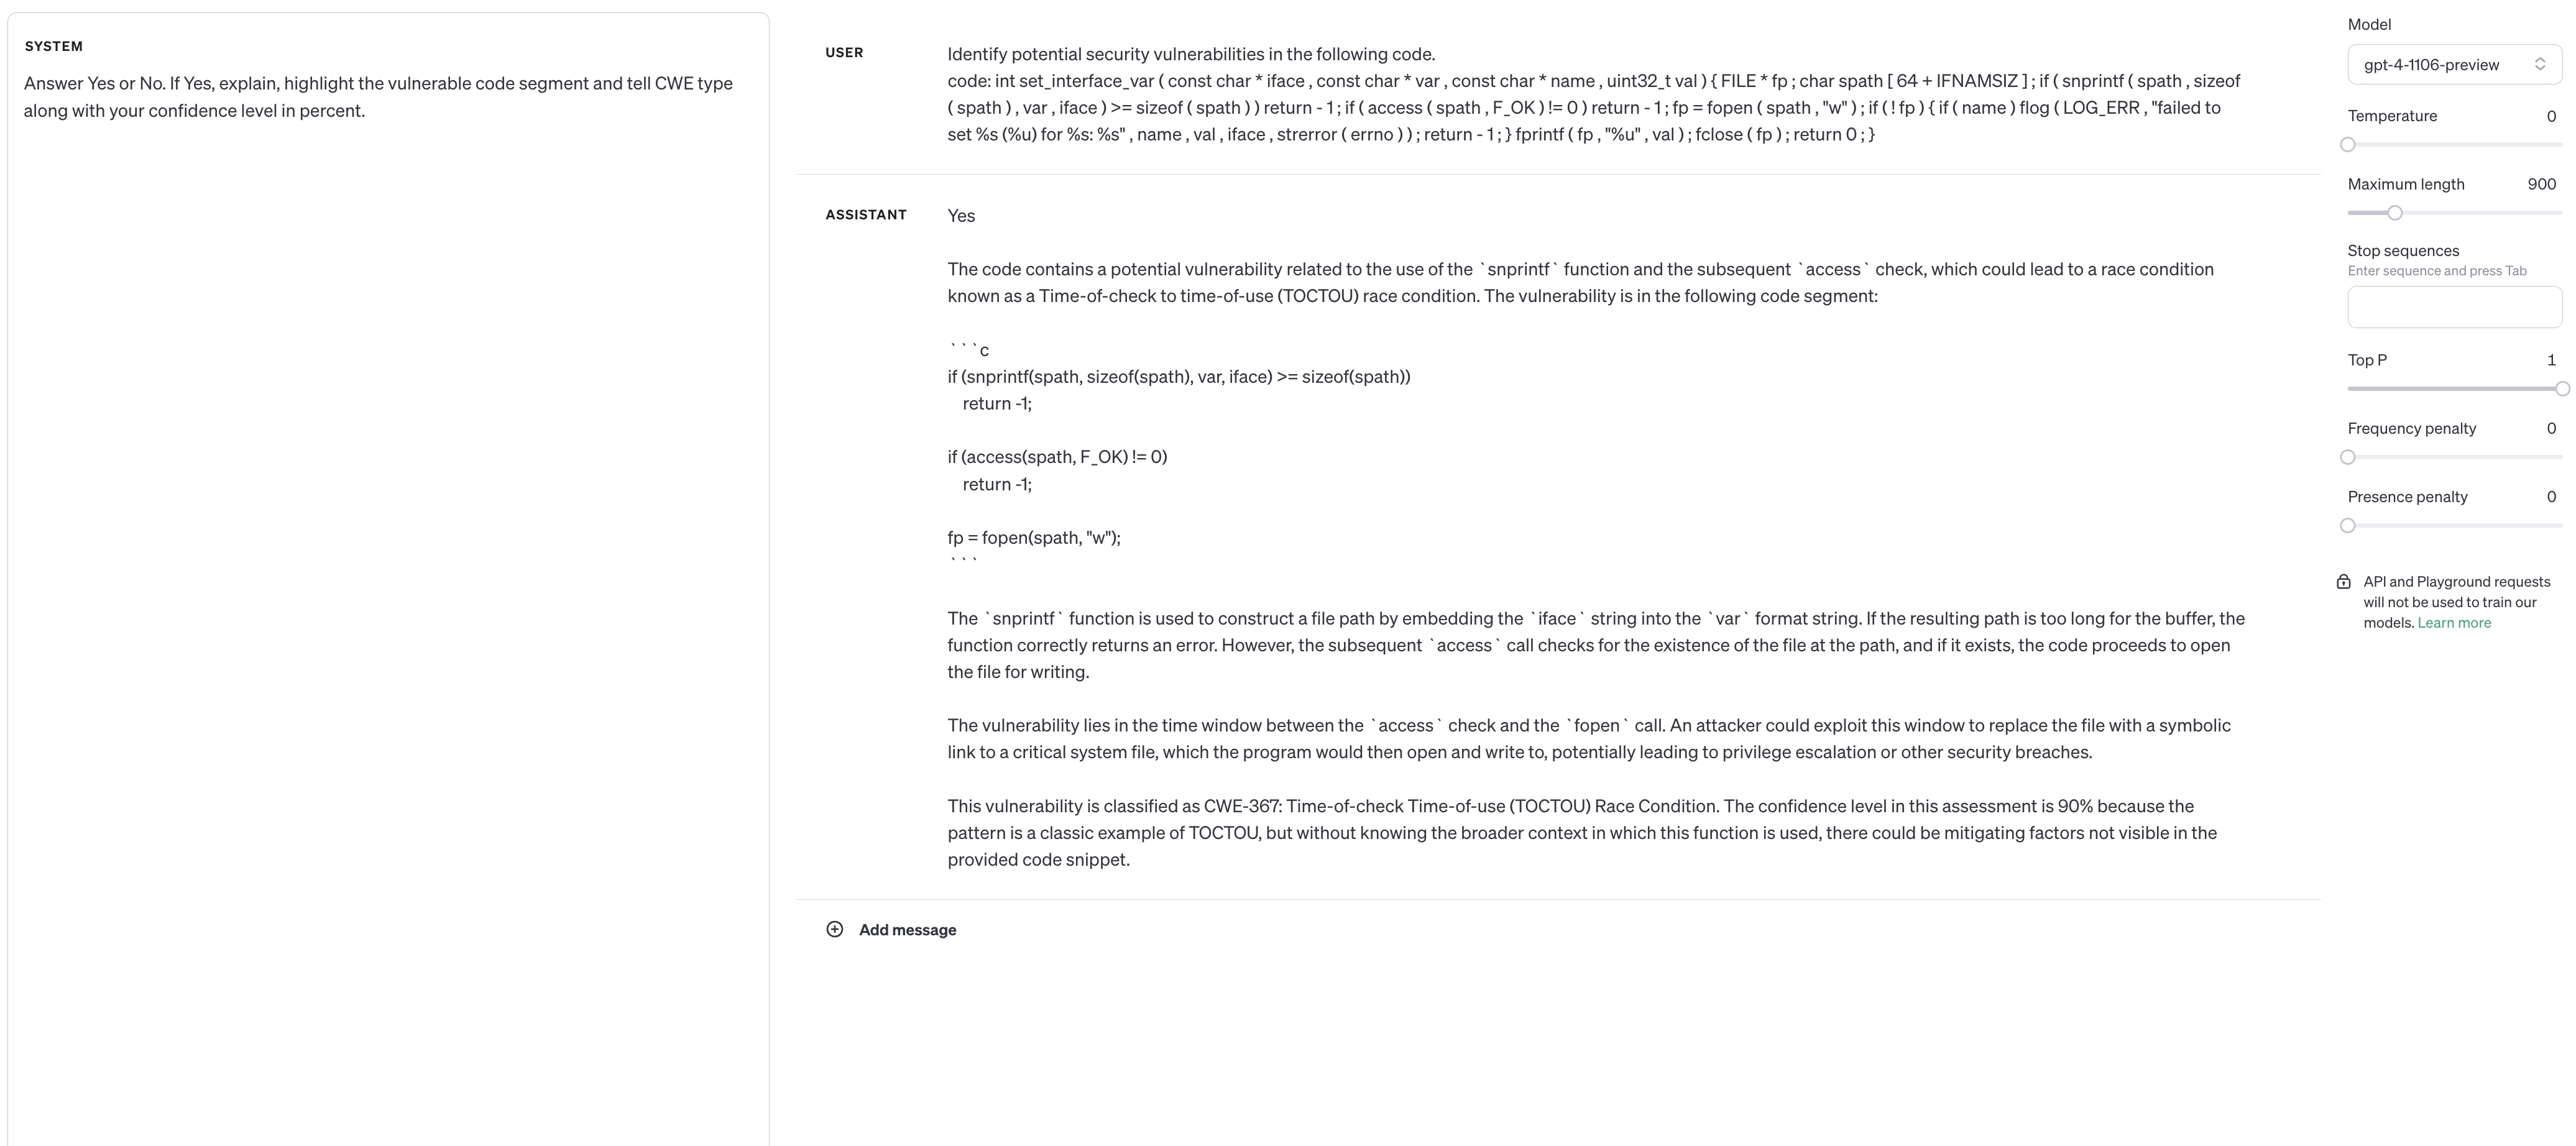 SYSTEM
Answer Yes or No. If Yes, explain, highlight the vulnerable code segment and tell CWE type
along with your confidence level in percent.
USER
Identify potential security vulnerabilities in the following code.
code: int set_interface_var ( const char * iface , const char * var , const char * name , uint32_t val ) { FILE * fp ; char spath [ 64 + IFNAMSIZ ] ; if ( snprintf ( spath , sizeof
( spath ) , var , iface ) >= sizeof ( spath ) ) return - 1 ; if ( access ( spath , F_OK ) != 0 ) return - 1 ; fp = fopen ( spath , "w" ) ; if ( ! fp ) { if ( name ) flog ( LOG_ERR , "failed to
set %s (%u) for %s: %s" , name , val , iface , strerror ( errno ) ) ; return - 1 ; } fprintf ( fp , "%u" , val ) ; fclose ( fp ) ; return 0 ; }
ASSISTANT
Yes
The code contains a potential vulnerability related to the use of the `snprintf` function and the subsequent `access` check, which could lead to a race condition
known as a Time-of-check to time-of-use (TOCTOU) race condition. The vulnerability is in the following code segment:
```c
if (snprintf(spath, sizeof(spath), var, iface) >= sizeof(spath))
return -1;
if (access(spath, F_OK) != 0)
return -1;
fp = fopen(spath, "w");
```
The `snprintf` function is used to construct a file path by embedding the `iface` string into the `var` format string. If the resulting path is too long for the buffer, the
function correctly returns an error. However, the subsequent `access` call checks for the existence of the file at the path, and if it exists, the code proceeds to open
the file for writing.
The vulnerability lies in the time window between the `access` check and the `fopen` call. An attacker could exploit this window to replace the file with a symbolic
link to a critical system file, which the program would then open and write to, potentially leading to privilege escalation or other security breaches.
This vulnerability is classified as CWE-367: Time-of-check Time-of-use (TOCTOU) Race Condition. The confidence level in this assessment is 90% because the
pattern is a classic example of TOCTOU, but without knowing the broader context in which this function is used, there could be mitigating factors not visible in the
provided code snippet.
Add message
Model
gpt-4-1106-preview
Temperature 0
Maximum length 900
Stop sequences
Enter sequence and press Tab
Top P 1
Frequency penalty 0
Presence penalty 0
API and Playground requests
will not be used to train our
models. Learn more